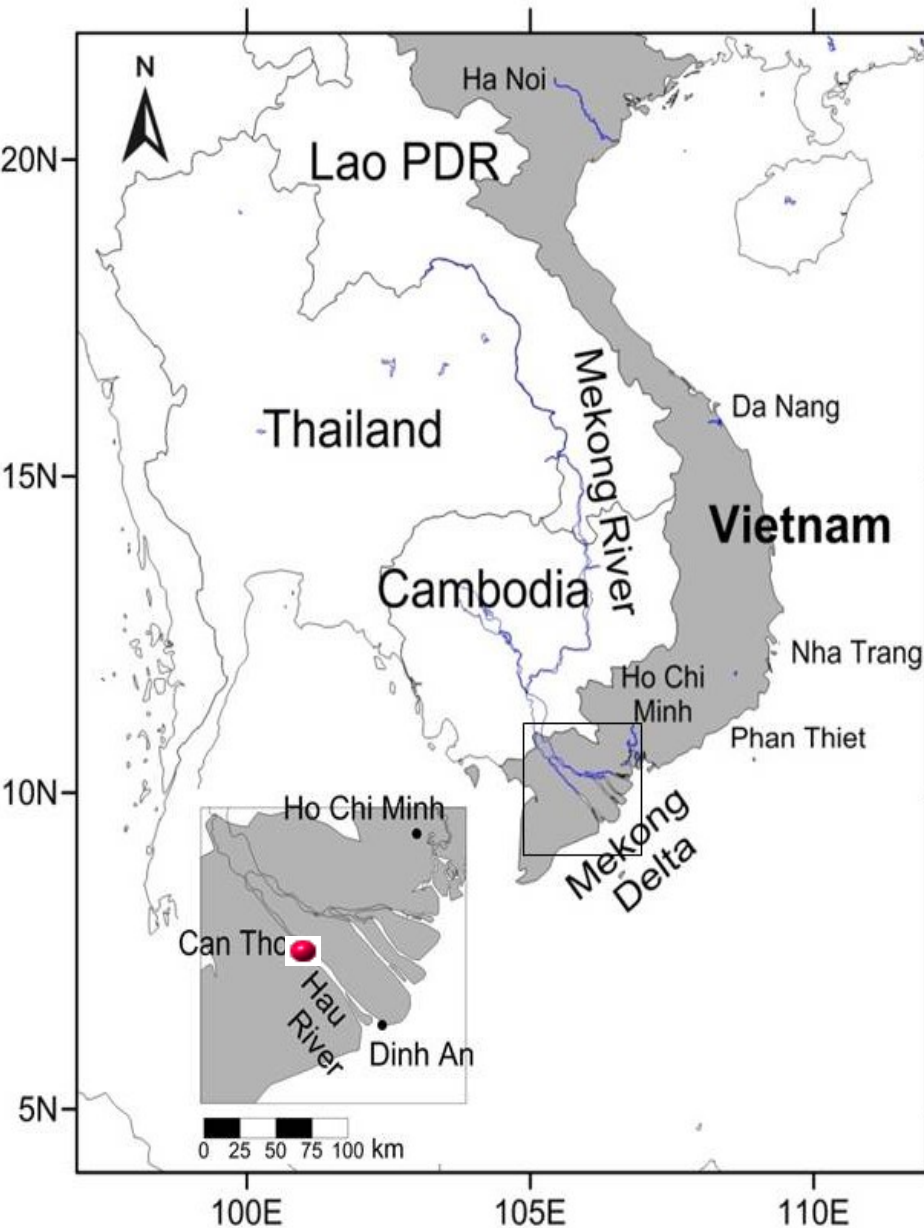 N
Ha Noi
20N
Lao PDR
Mekong River
Da Nang
Thailand
15N
Vietnam
Cambodia
Nha Trang
Ho Chi
Minh
Phan Thiet
10N
Mekong
Delta
Ho Chi Minh
Can Tho
Hau
River
Dinh An
5N
0 25 50 75 100 km
100E 105E 110E